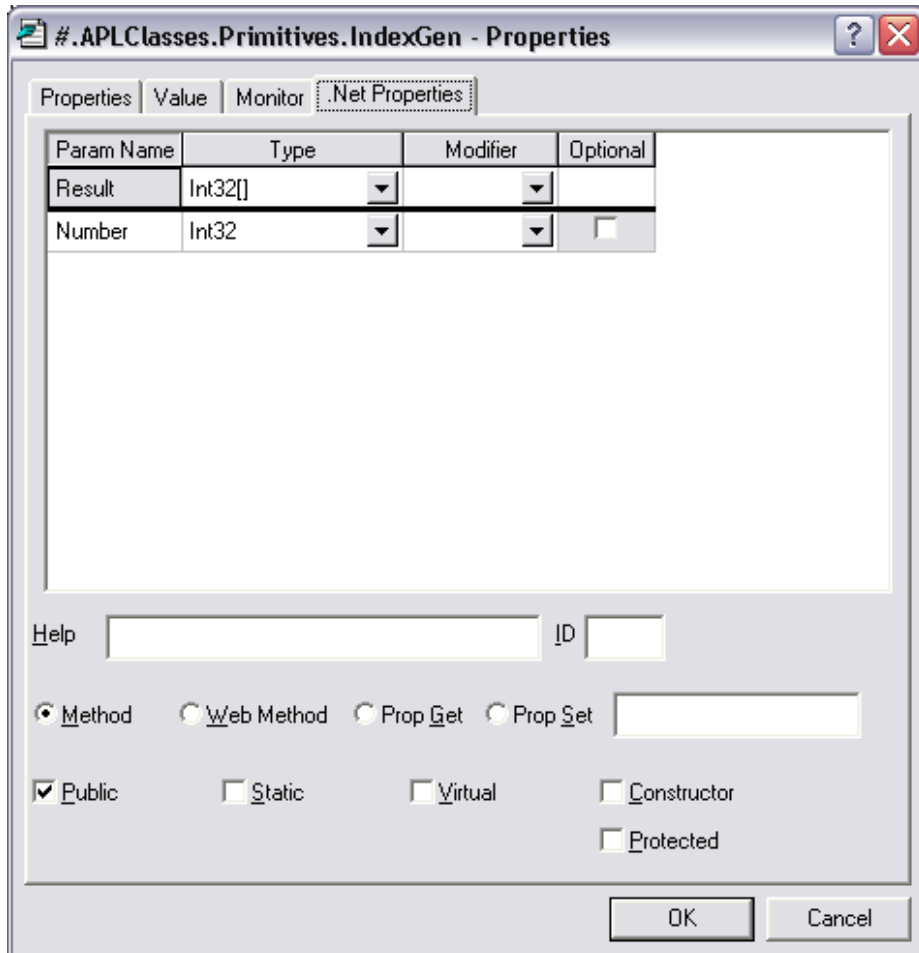 #.APLClasses.Primitives.IndexGen - Properties
Properties Value Monitor .Net Properties
Param Name Type Modifier Optional
Result Int32[]
Number Int32
Help ID
Method Web Method Prop Get Prop Set
Public Static Virtual Constructor
Protected
OK Cancel